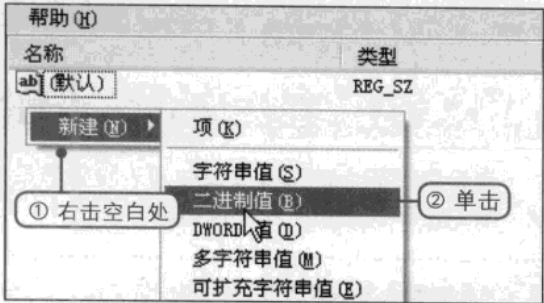 帮助(H)
名称 类型
ab (默认) REG_SZ
新建(N) 项(K)
字符串值(S)
① 右击空白处 二进制值(B) ② 单击
DWORD 值(D)
多字符串值(M)
可扩充字符串值(E)